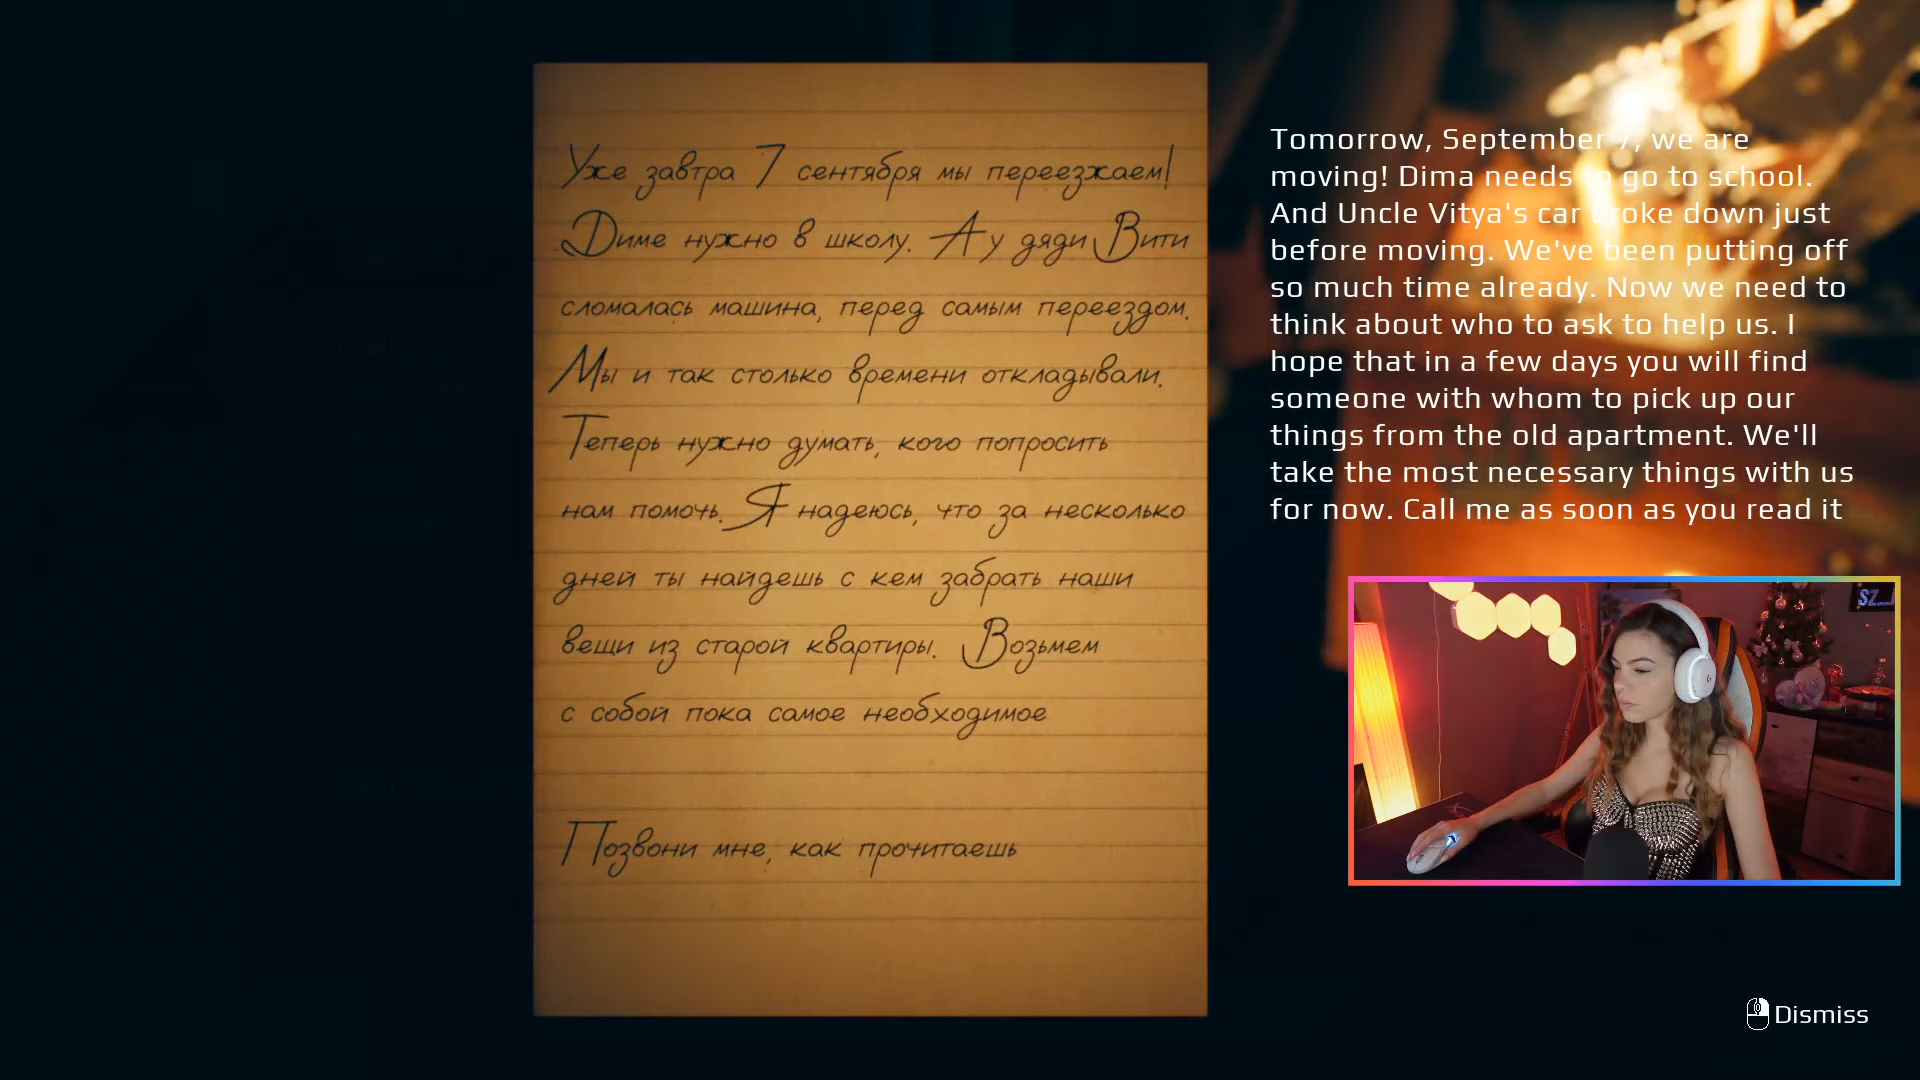 Уже завтра 7 сентября мы переезжаем!
Диме нужно в школу. А у дяди Вити
сломалась машина, перед самым переездом.
Мы и так столько времени откладывали.
Теперь нужно думать, кого попросить
нам помочь. Я надеюсь, что за несколько
дней ты найдешь с кем забрать наши
вещи из старой квартиры. Возьмем
с собой пока самое необходимое
Позвони мне, как прочитаешь
Tomorrow, September 7, we are
moving! Dima needs to go to school.
And Uncle Vitya's car broke down just
before moving. We've been putting off
so much time already. Now we need to
think about who to ask to help us. I
hope that in a few days you will find
someone with whom to pick up our
things from the old apartment. We'll
take the most necessary things with us
for now. Call me as soon as you read it
Dismiss